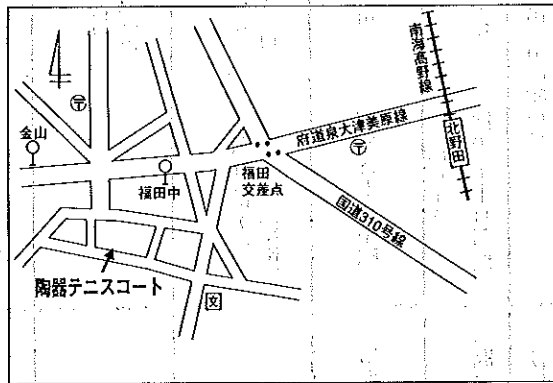 南海高野線
北野田
府道泉大津美原線
〒
金山
〒
福田中
福田
交差点
国道310号線
陶器テニスコート
文